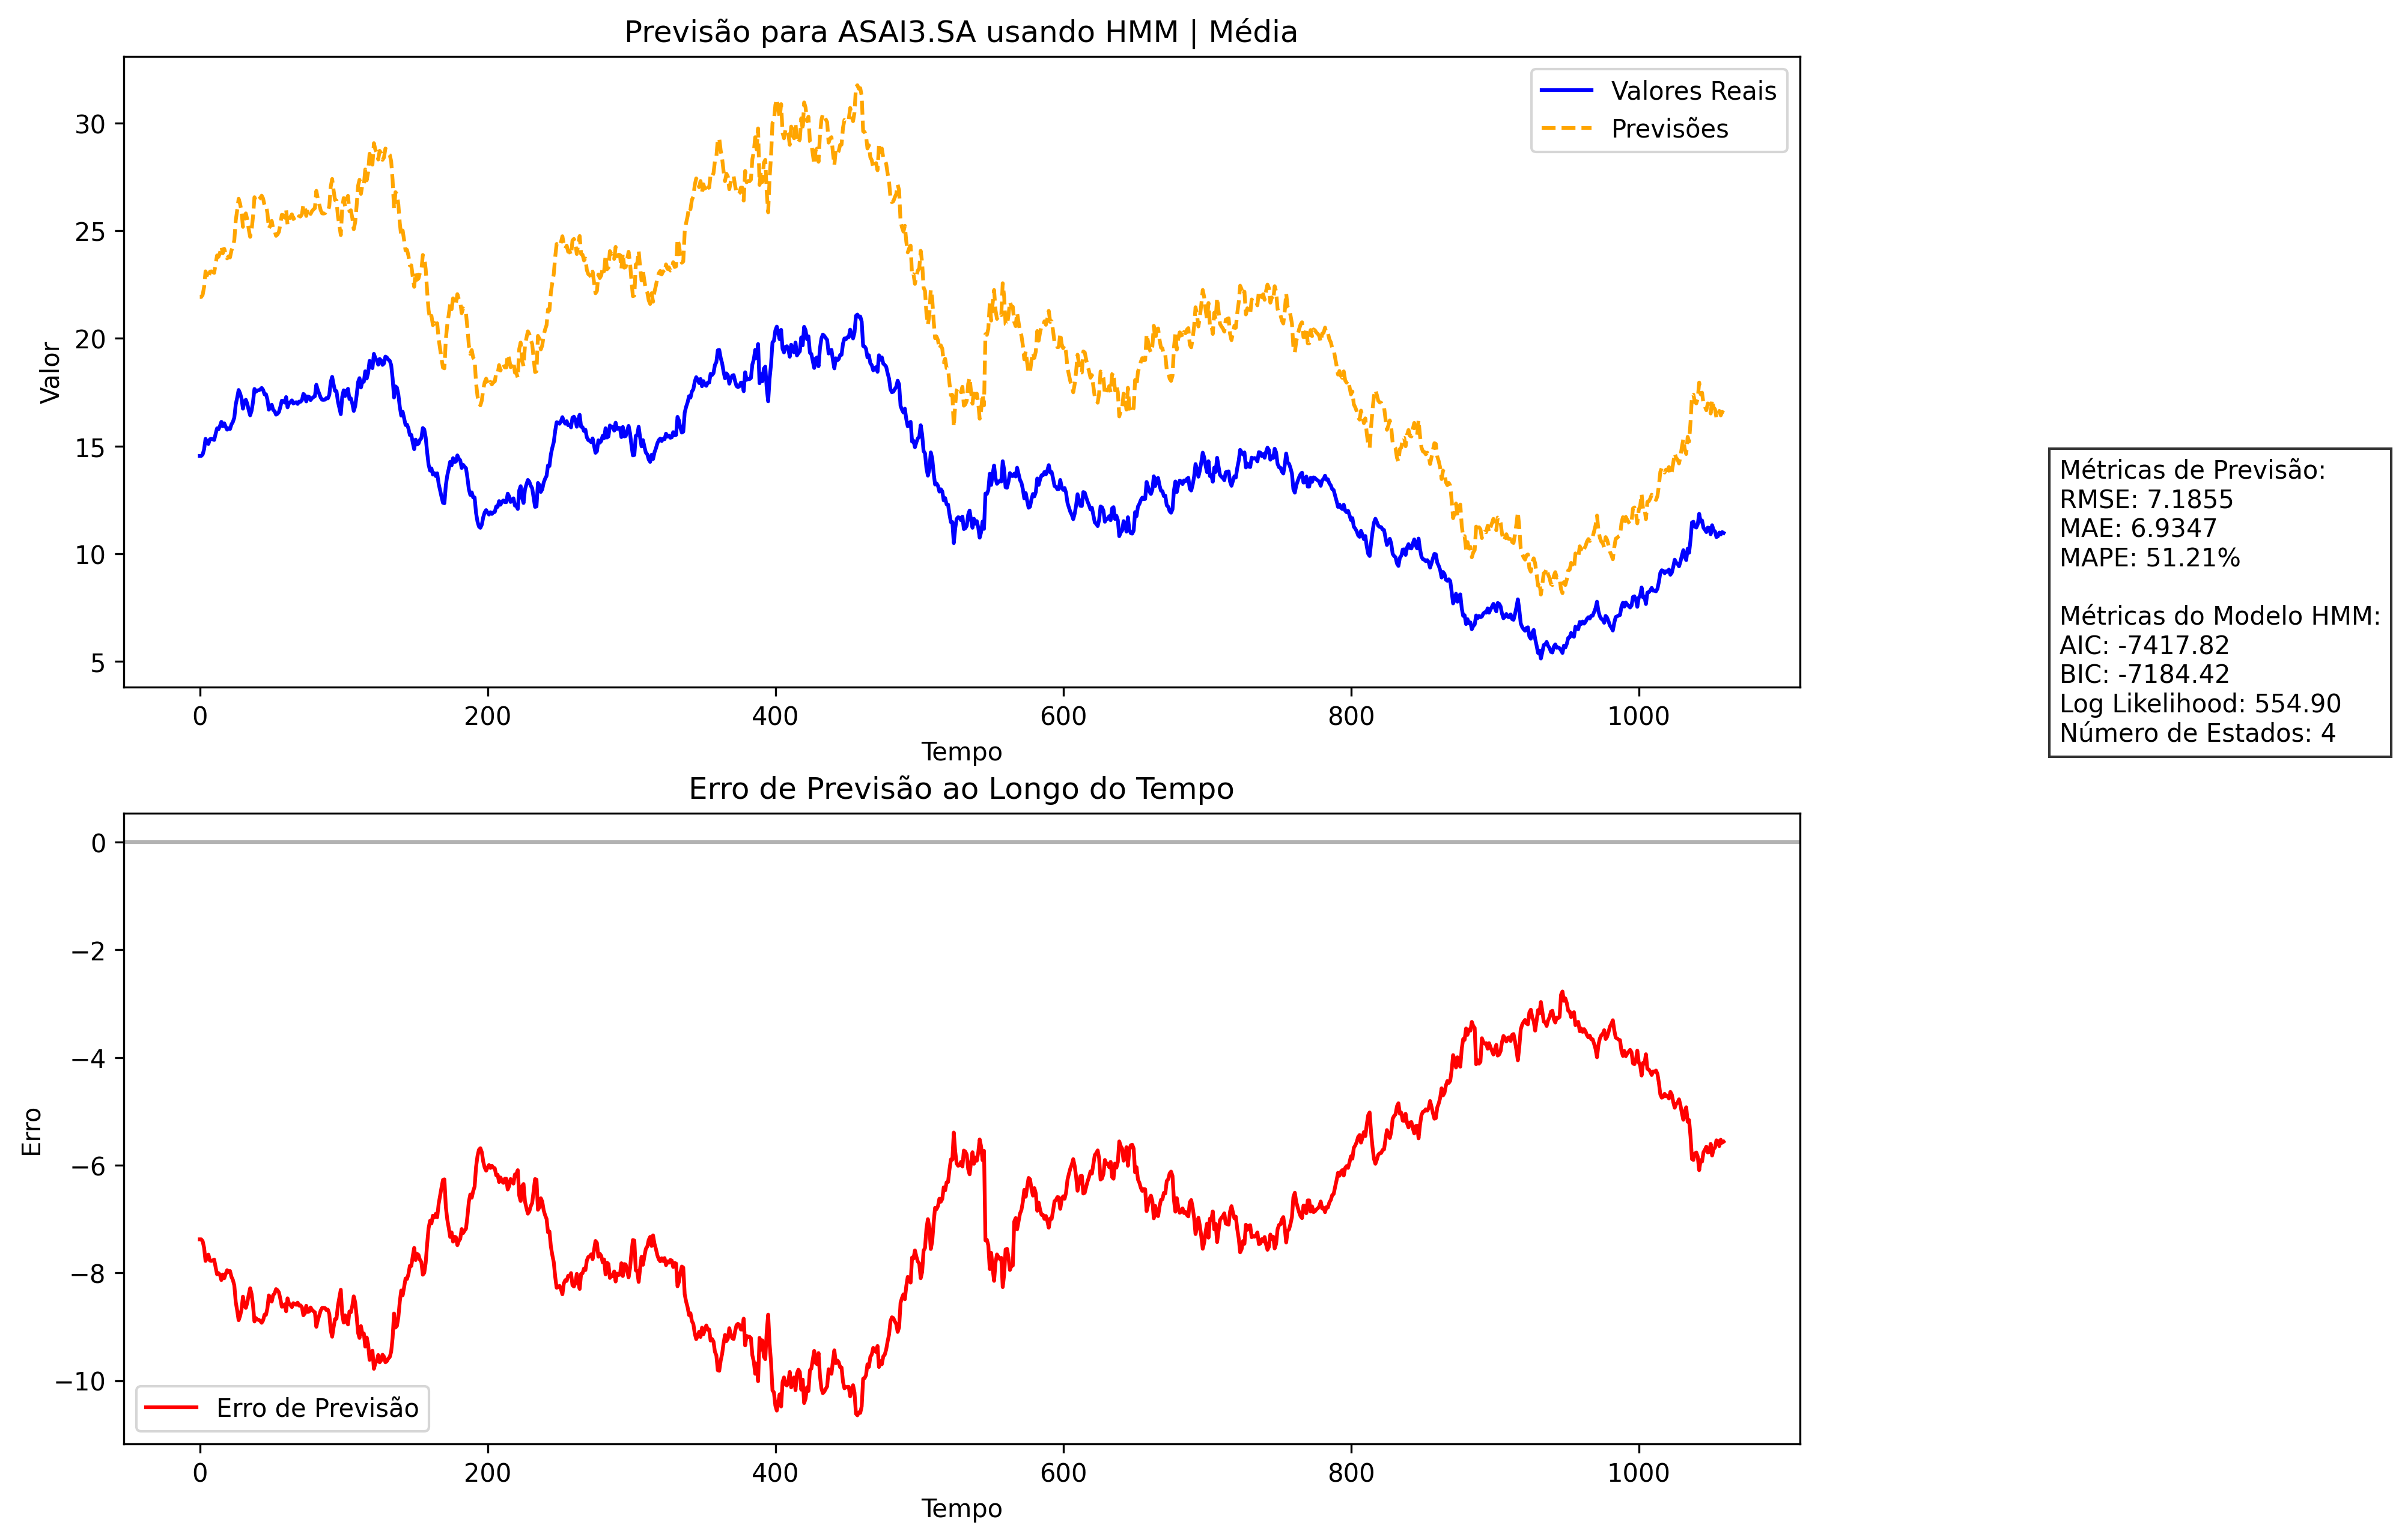 Previsão para ASAI3.SA usando HMM | Média
Valor
30
25
20
15
10
5
Valores Reais
Previsões
0
200
400
600
800
1000
Tempo
Métricas de Previsão:
RMSE: 7.1855
MAE: 6.9347
MAPE: 51.21%
Métricas do Modelo HMM:
AIC: -7417.82
BIC: -7184.42
Log Likelihood: 554.90
Número de Estados: 4
Erro de Previsão ao Longo do Tempo
Erro
0
−2
−4
−6
−8
−10
Erro de Previsão
0
200
400
600
800
1000
Tempo